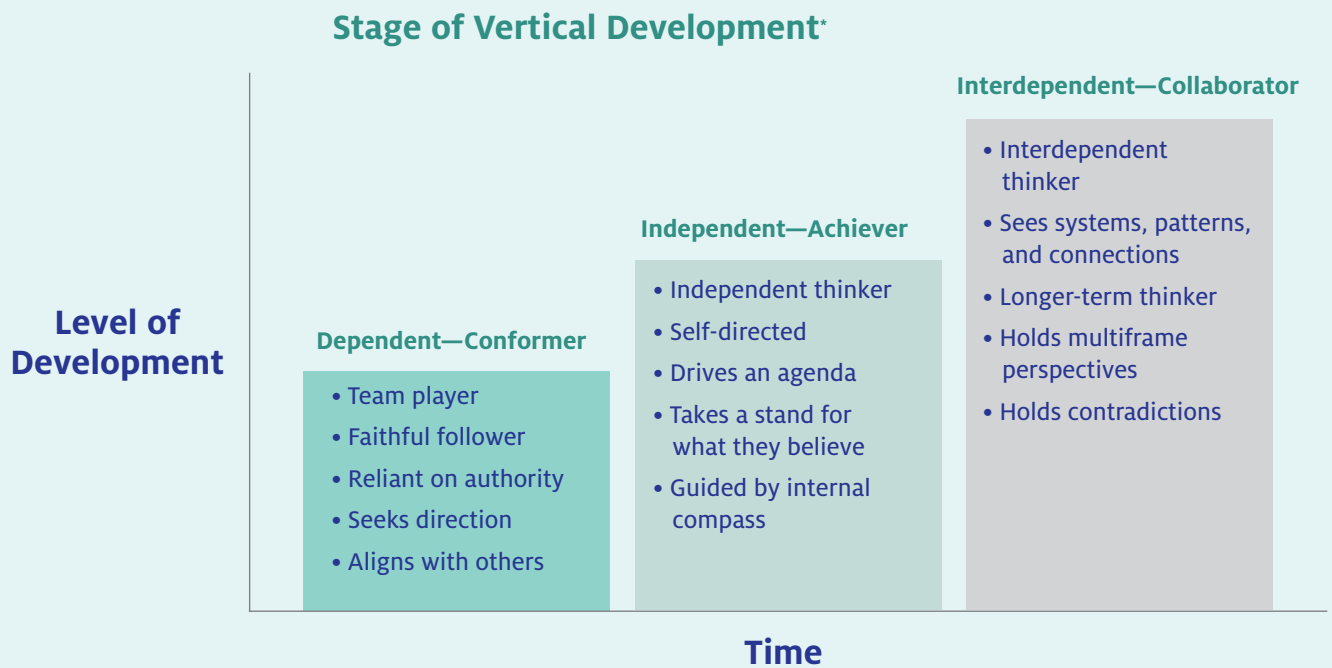 Stage of Vertical Development*
Interdependent—Collaborator
• Interdependent
thinker
• Sees systems, patterns,
and connections
• Longer-term thinker
• Holds multiframe
perspectives
• Holds contradictions
Independent—Achiever
• Independent thinker
• Self-directed
• Drives an agenda
• Takes a stand for
what they believe
• Guided by internal
compass
Level of
Development
Dependent—Conformer
• Team player
• Faithful follower
• Reliant on authority
• Seeks direction
• Aligns with others
Time